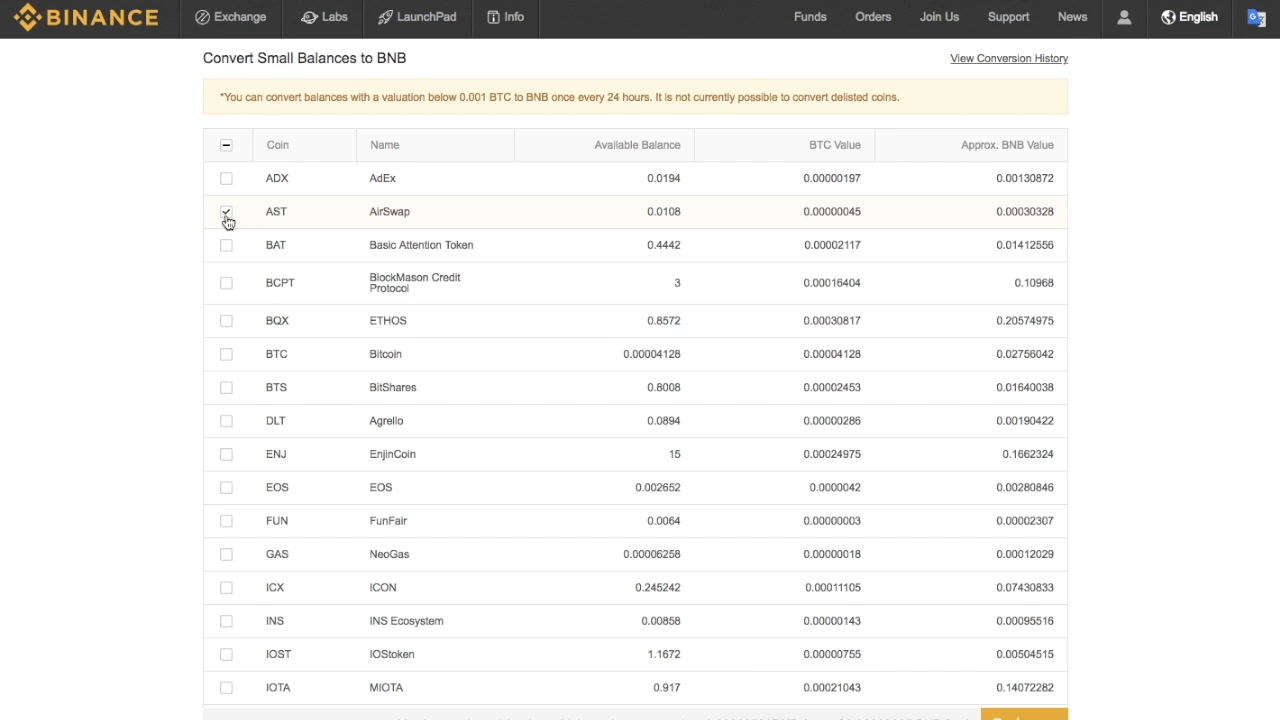 BINANCE Exchange Labs LaunchPad Info Funds Orders Join Us Support News English
Convert Small Balances to BNB View Conversion History
*You can convert balances with a valuation below 0.001 BTC to BNB once every 24 hours. It is not currently possible to convert delisted coins.
Coin Name Available Balance BTC Value Approx. BNB Value
ADX AdEx 0.0194 0.00000197 0.00130872
AST AirSwap 0.0108 0.00000045 0.00030328
BAT Basic Attention Token 0.4442 0.00002117 0.01412556
BCPT BlockMason Credit Protocol 3 0.00016404 0.10968
BQX ETHOS 0.8572 0.00030817 0.20574975
BTC Bitcoin 0.00004128 0.00004128 0.02756042
BTS BitShares 0.8008 0.00002453 0.01640038
DLT Agrello 0.0894 0.00000286 0.00190422
ENJ EnjinCoin 15 0.00024975 0.1662324
EOS EOS 0.002652 0.0000042 0.00280846
FUN FunFair 0.0064 0.00000003 0.00002307
GAS NeoGas 0.00006258 0.00000018 0.00012029
ICX ICON 0.245242 0.00011105 0.07430833
INS INS Ecosystem 0.00858 0.00000143 0.00095516
IOST IOStoken 1.1672 0.00000755 0.00504515
IOTA MIOTA 0.917 0.00021043 0.14072282